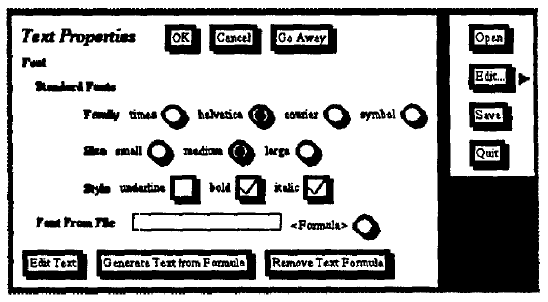 Text Properties OK Cancel Go Away
Font
Standard Fonts
Family times helvetica courier symbol
Size small medium large
Style underline bold italic
Font From File <Formula>
Edit Text Generate Text from Formula Remove Text Formula
Open
Edit...
Save
Quit